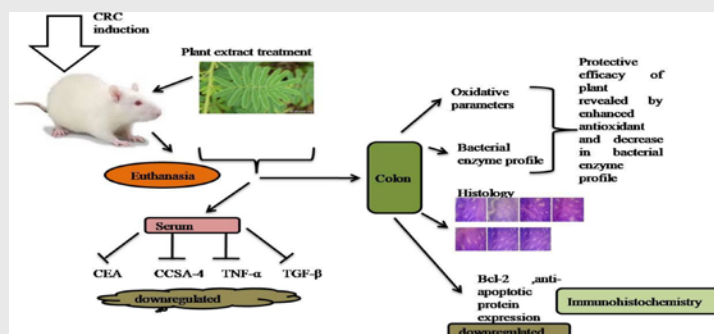 CRC
induction
Plant extract treatment
Euthanasia
Serum
CEA
CCSA-4
TNF-α
TGF-β
downregulated
Colon
Oxidative
parameters
Bacterial
enzyme profile
Histology
Bcl-2 ,anti-
apoptotic
protein
expression
downregulated
Immunohistochemistry
Protective
efficacy of
plant
revealed by
enhanced
antioxidant
and decrease
in bacterial
enzyme
profile